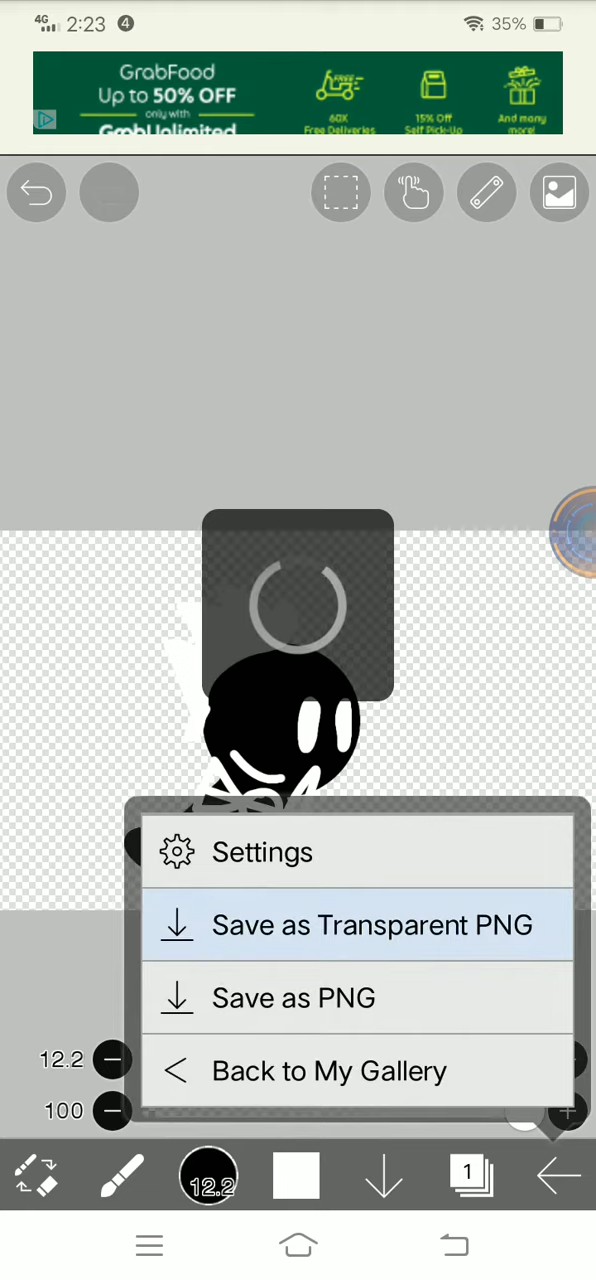 4G 2:23 4 35%
GrabFood
Up to 50% OFF
only with
GrabUnlimited
60X
Free Deliveries
15% Off
Self Pick-Up
And many
more!
Settings
Save as Transparent PNG
Save as PNG
Back to My Gallery
12.2
100
12.2
1